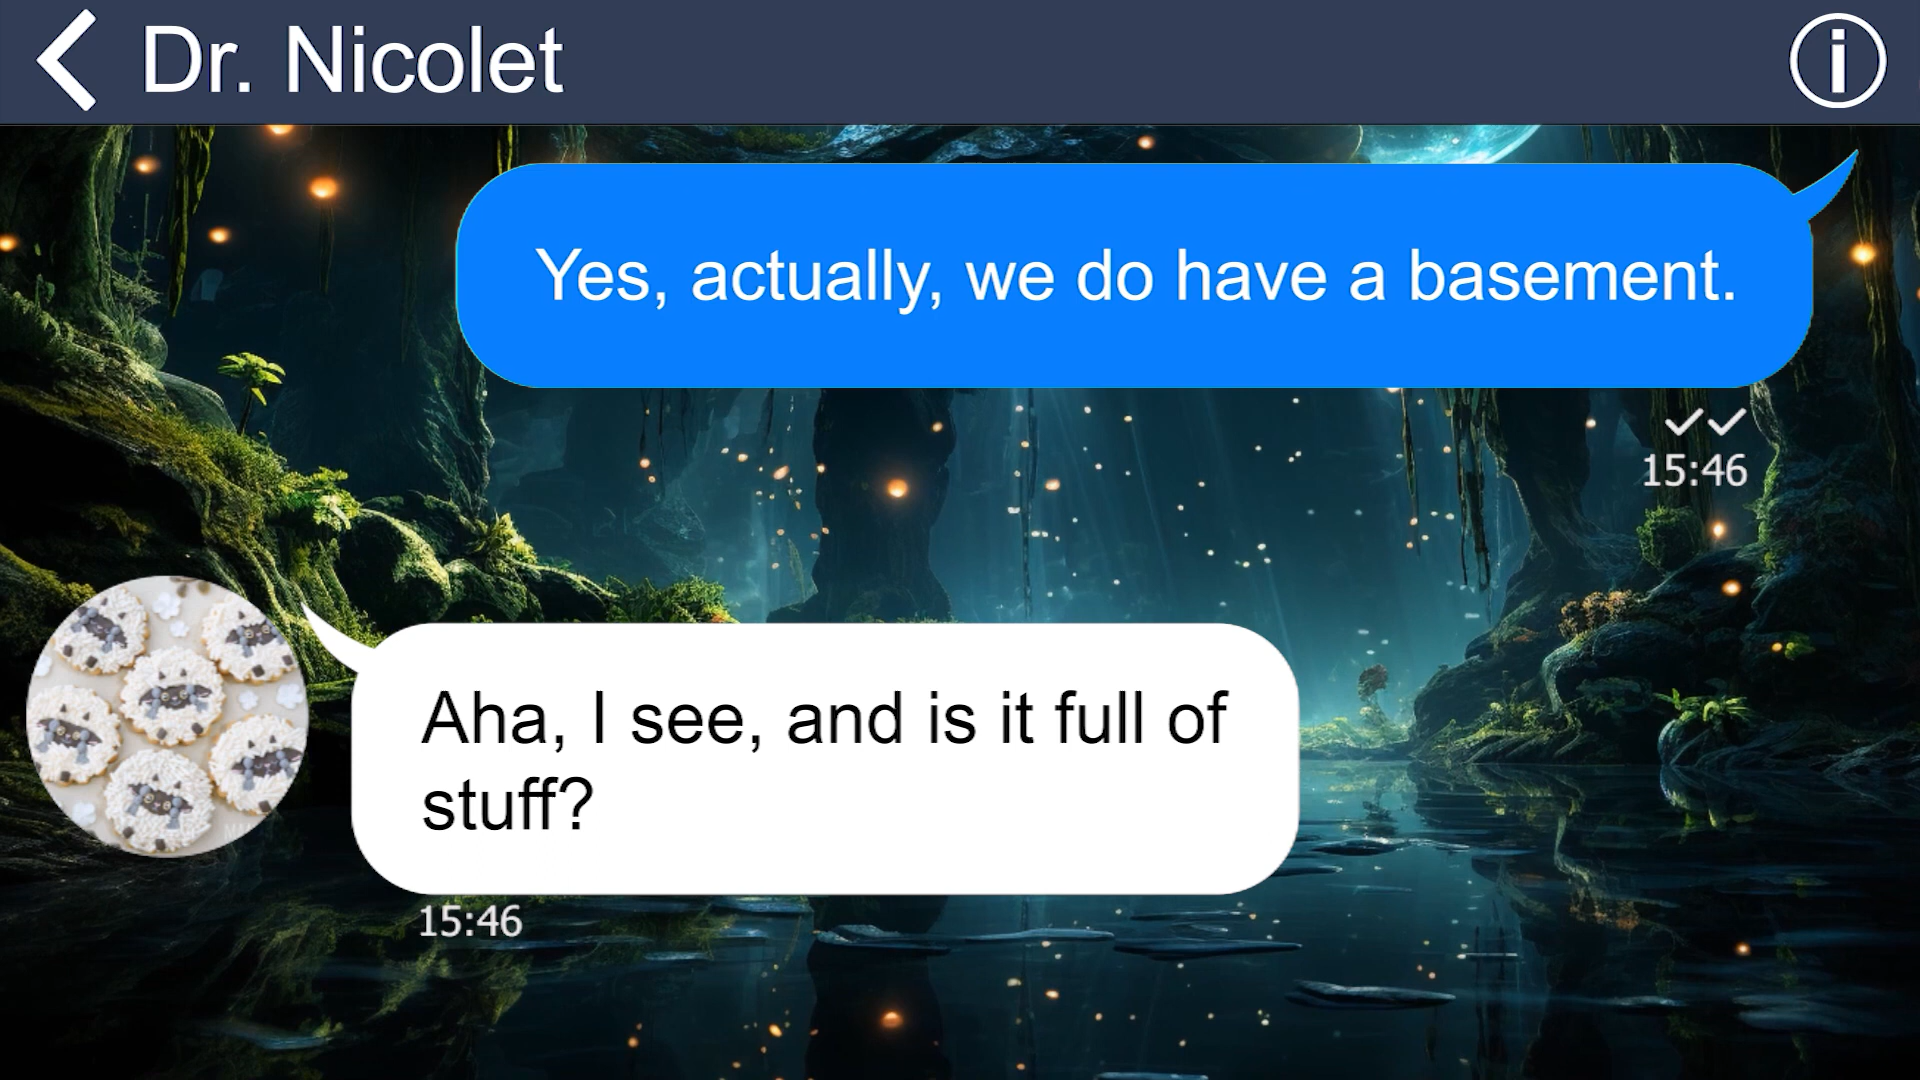 Dr. Nicolet
Yes, actually, we do have a basement.
15:46
Aha, I see, and is it full of
stuff?
15:46